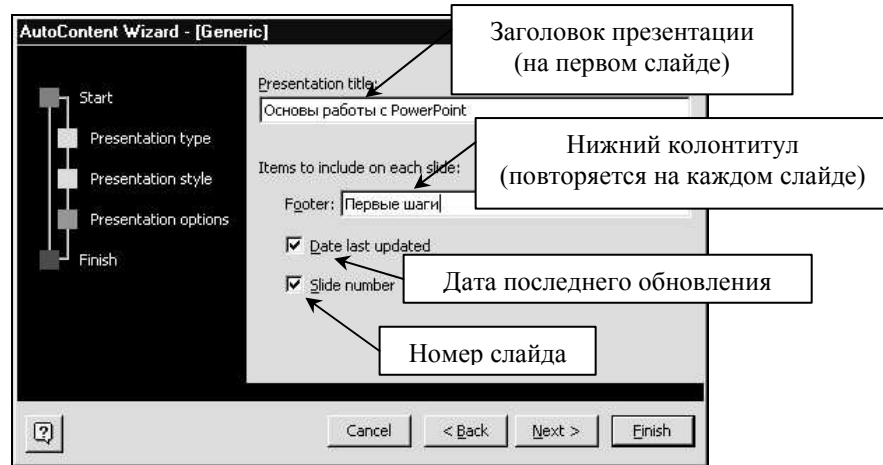 AutoContent Wizard - [Generic]
Заголовок презентации
(на первом слайде)
Start
Presentation type
Presentation style
Presentation options
Finish
Presentation title:
Основы работы с PowerPoint
Нижний колонтитул
(повторяется на каждом слайде)
Items to include on each slide:
Footer: Первые шаги
Date last updated
Дата последнего обновления
Slide number
Номер слайда
Cancel
< Back
Next >
Finish